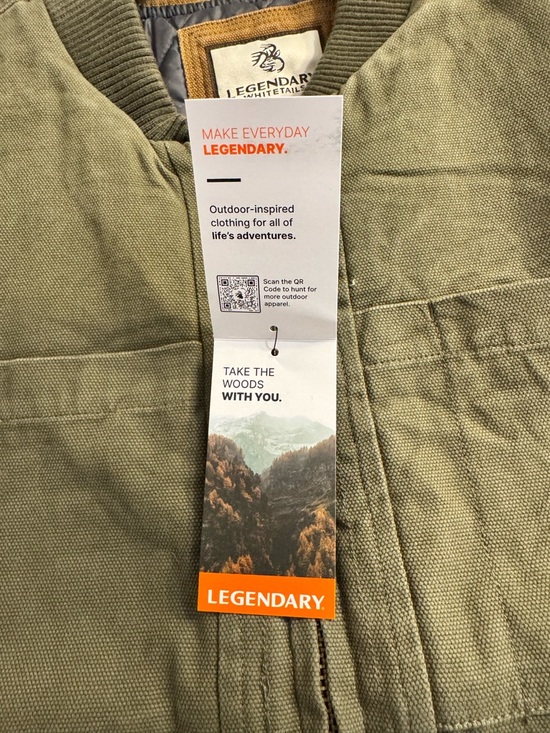 LEGENDARY
WHITETAILS
MAKE EVERYDAY
LEGENDARY.
Outdoor-inspired
clothing for all of
life's adventures.
Scan the QR
Code to hunt for
more outdoor
apparel.
TAKE THE
WOODS
WITH YOU.
LEGENDARY